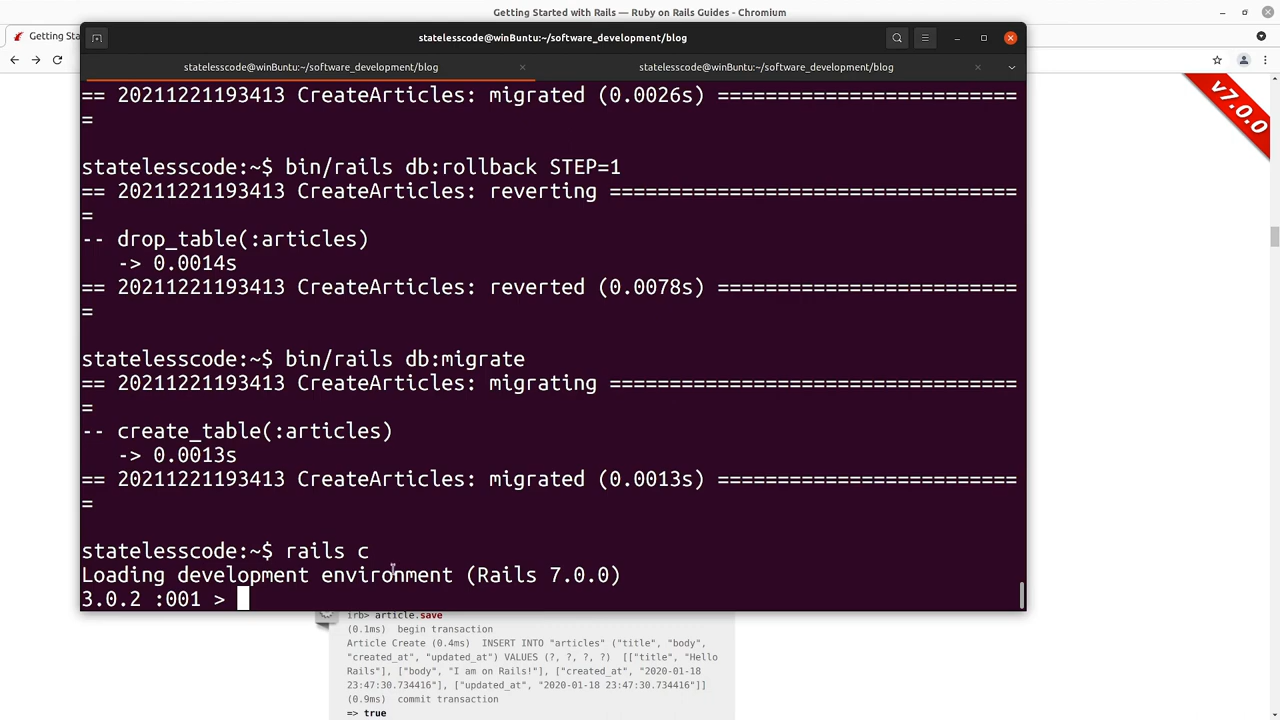 Getting Started with Rails — Ruby on Rails Guides - Chromium
Getting Sta
statelesscode@winBuntu:~/software_development/blog
statelesscode@winBuntu:~/software_development/blog
statelesscode@winBuntu:~/software_development/blog
v7.0.0
== 20211221193413 CreateArticles: migrated (0.0026s) =========================
=
statelesscode:~$ bin/rails db:rollback STEP=1
== 20211221193413 CreateArticles: reverting ==================================
=
-- drop_table(:articles)
-> 0.0014s
== 20211221193413 CreateArticles: reverted (0.0078s) =========================
=
statelesscode:~$ bin/rails db:migrate
== 20211221193413 CreateArticles: migrating ==================================
=
-- create_table(:articles)
-> 0.0013s
== 20211221193413 CreateArticles: migrated (0.0013s) =========================
=
statelesscode:~$ rails c
Loading development environment (Rails 7.0.0)
3.0.2 :001 >
irb> article.save
(0.1ms) begin transaction
Article Create (0.4ms) INSERT INTO "articles" ("title", "body",
"created_at", "updated_at") VALUES (?, ?, ?, ?) [["title", "Hello
Rails"], ["body", "I am on Rails!"], ["created_at", "2020-01-18
23:47:30.734416"], ["updated_at", "2020-01-18 23:47:30.734416"]]
(0.9ms) commit transaction
=> true